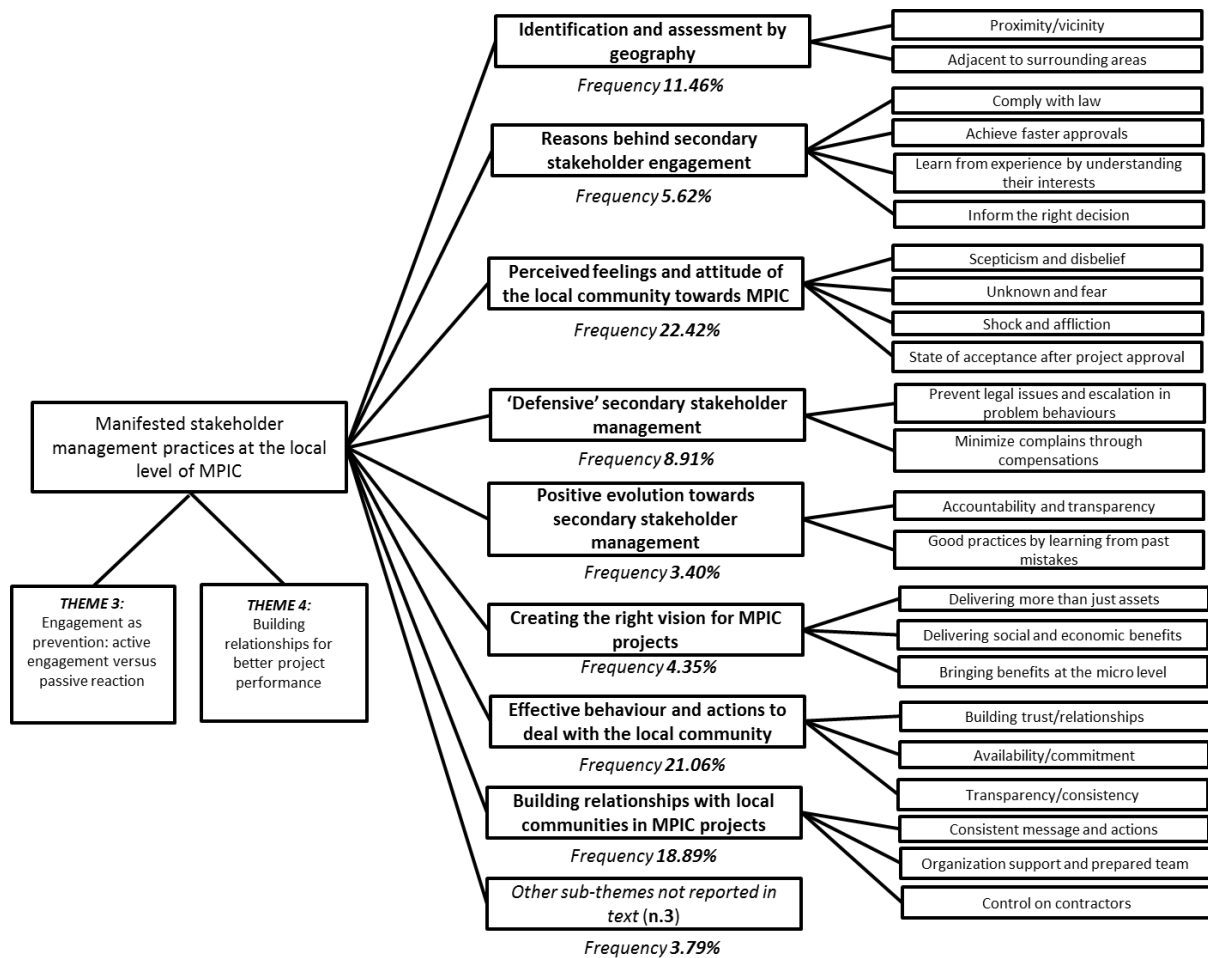 Manifested stakeholder
management practices at the local
level of MPIC
THEME 3:
Engagement as
prevention: active
engagement versus
passive reaction
THEME 4:
Building
relationships for
better project
performance
Identification and assessment by
geography
Frequency 11.46%
Proximity/vicinity
Adjacent to surrounding areas
Reasons behind secondary
stakeholder engagement
Frequency 5.62%
Comply with law
Achieve faster approvals
Learn from experience by understanding
their interests
Inform the right decision
Perceived feelings and attitude of
the local community towards MPIC
Frequency 22.42%
Scepticism and disbelief
Unknown and fear
Shock and affliction
State of acceptance after project approval
‘Defensive’ secondary stakeholder
management
Frequency 8.91%
Prevent legal issues and escalation in
problem behaviours
Minimize complains through
compensations
Positive evolution towards
secondary stakeholder
management
Frequency 3.40%
Accountability and transparency
Good practices by learning from past
mistakes
Creating the right vision for MPIC
projects
Frequency 4.35%
Delivering more than just assets
Delivering social and economic benefits
Bringing benefits at the micro level
Effective behaviour and actions to
deal with the local community
Frequency 21.06%
Building trust/relationships
Availability/commitment
Transparency/consistency
Building relationships with local
communities in MPIC projects
Frequency 18.89%
Consistent message and actions
Organization support and prepared team
Control on contractors
Other sub-themes not reported in
text (n.3)
Frequency 3.79%